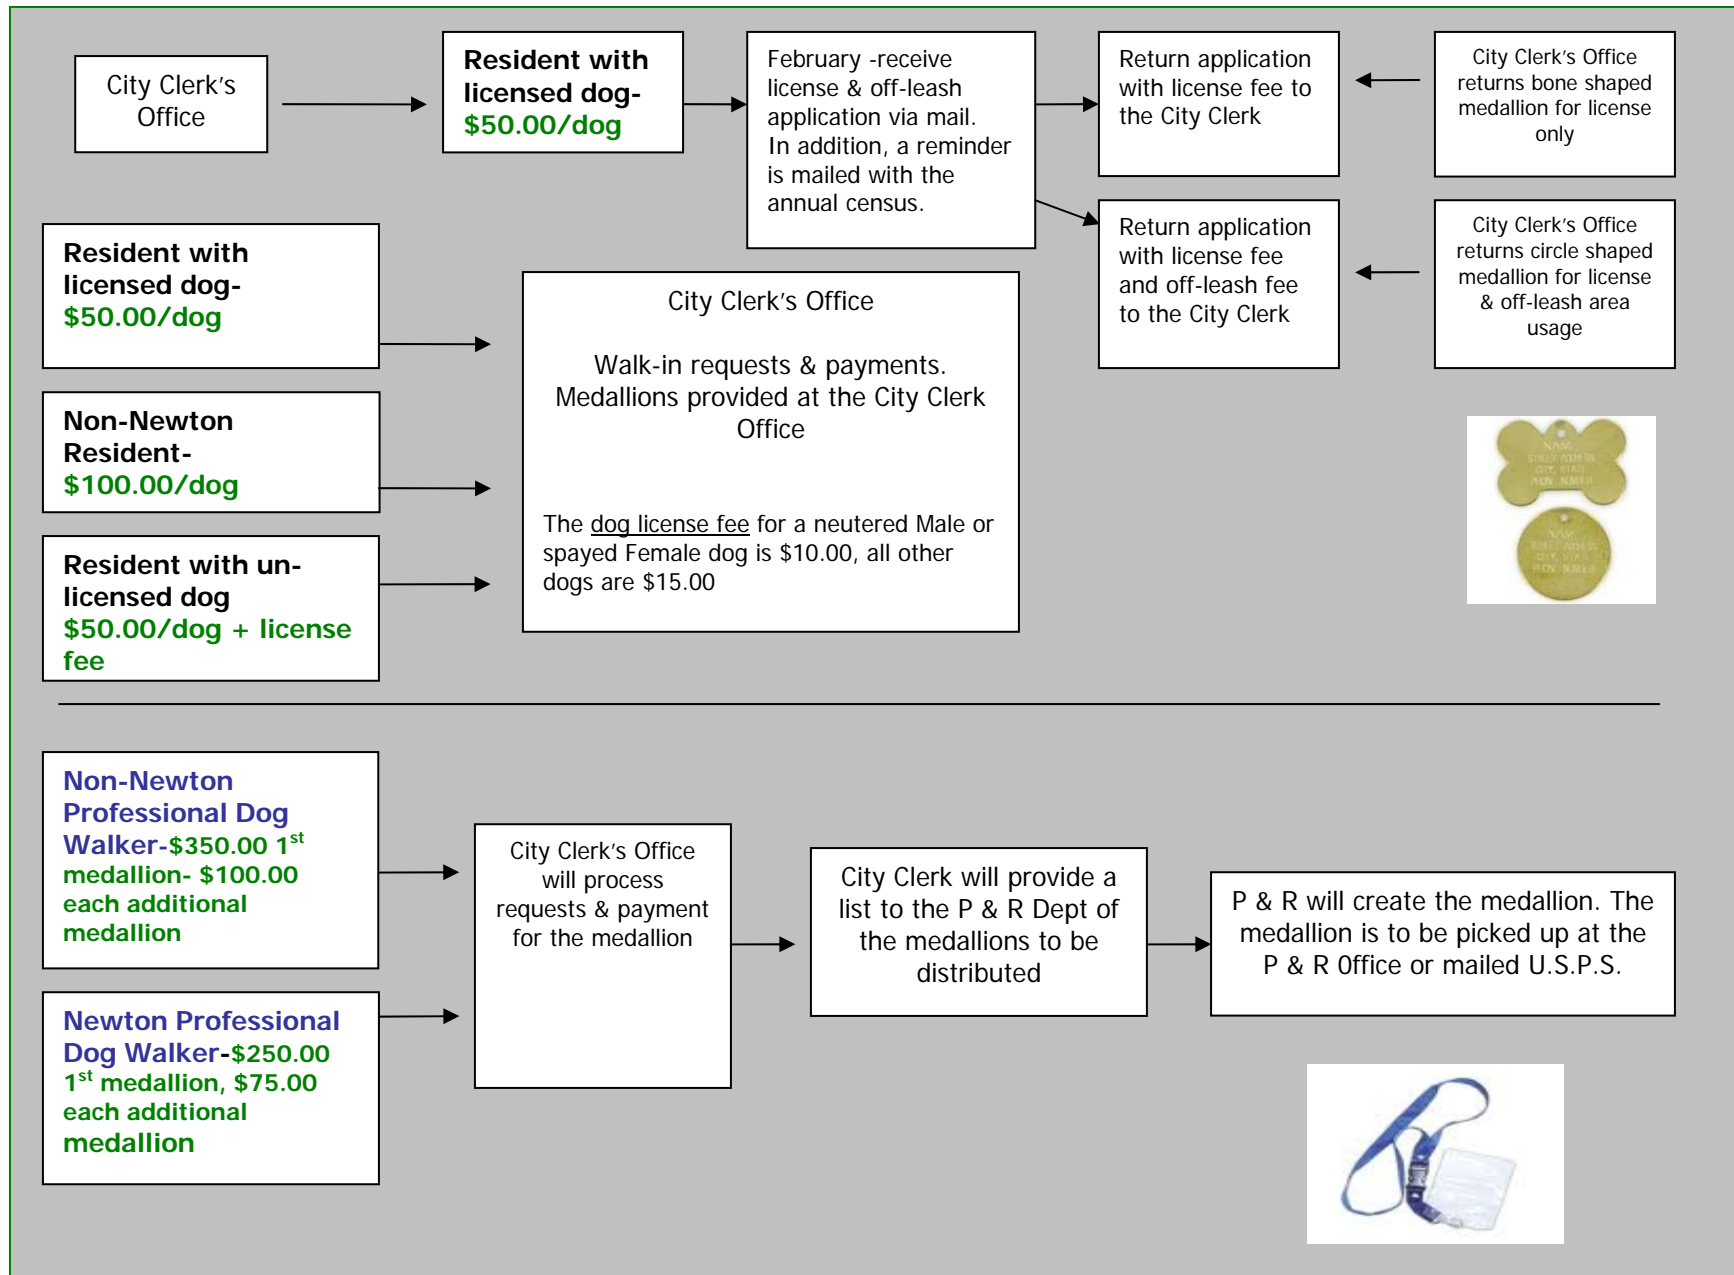 City Clerk's
Office
Resident with
licensed dog-
$50.00/dog
February -receive
license & off-leash
application via mail.
In addition, a reminder
is mailed with the
annual census.
Return application
with license fee to
the City Clerk
City Clerk's Office
returns bone shaped
medallion for license
only
Return application
with license fee
and off-leash fee
to the City Clerk
City Clerk's Office
returns circle shaped
medallion for license
& off-leash area
usage
Resident with
licensed dog-
$50.00/dog
Non-Newton
Resident-
$100.00/dog
Resident with un-
licensed dog
$50.00/dog + license
fee
City Clerk's Office
Walk-in requests & payments.
Medallions provided at the City Clerk
Office
The dog license fee for a neutered Male or
spayed Female dog is $10.00, all other
dogs are $15.00
Non-Newton
Professional Dog
Walker-$350.00 1st
medallion- $100.00
each additional
medallion
Newton Professional
Dog Walker-$250.00
1st medallion, $75.00
each additional
medallion
City Clerk's Office
will process
requests & payment
for the medallion
City Clerk will provide a
list to the P & R Dept of
the medallions to be
distributed
P & R will create the medallion. The
medallion is to be picked up at the
P & R 0ffice or mailed U.S.P.S.